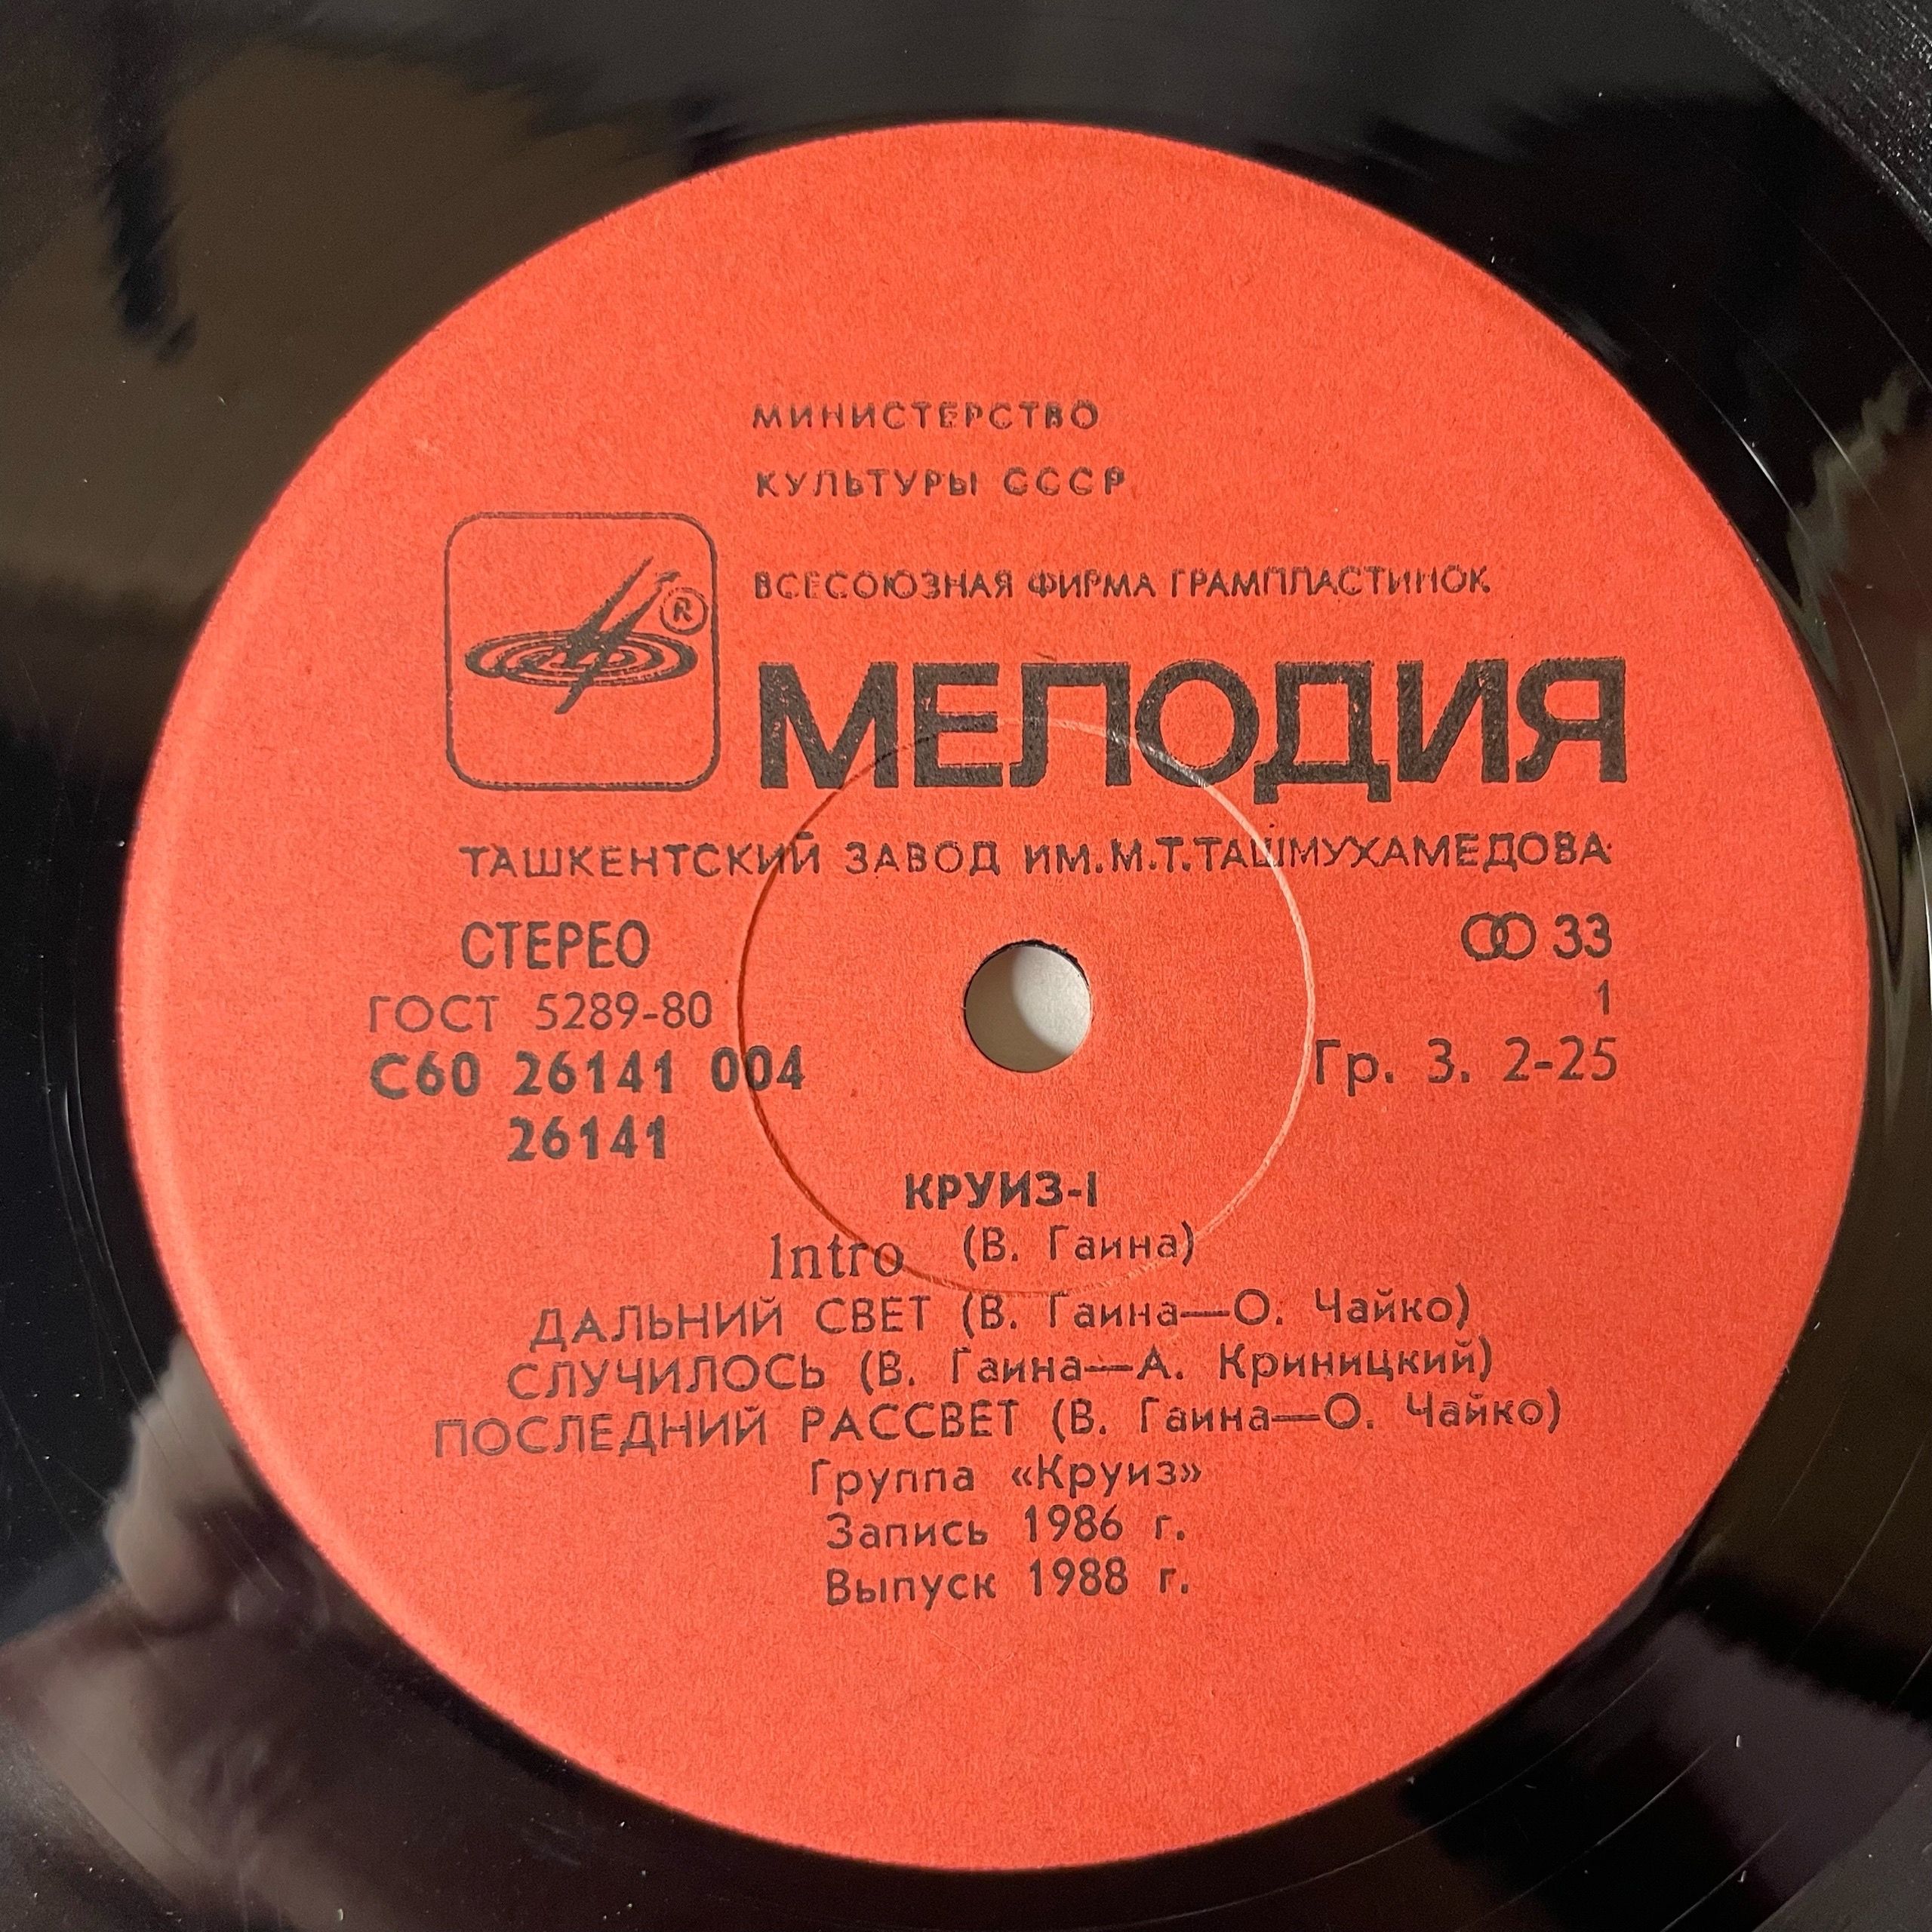 МИНИСТЕРСТВО
КУЛЬТУРЫ СССР
ВСЕСОЮЗНАЯ ФИРМА ГРАМПЛАСТИНОК
®
МЕЛОДИЯ
ТАШКЕНТСКИЙ ЗАВОД ИМ.М.Т.ТАШМУХАМЕДОВА
СТЕРЕО
33
ГОСТ 5289-80
1
С60 26141 004
Гр. 3. 2-25
26141
КРУИЗ-I
Intro (В. Гаина)
ДАЛЬНИЙ СВЕТ (В. Гаина—О. Чайко)
СЛУЧИЛОСЬ (В. Гаина—А. Криницкий)
ПОСЛЕДНИЙ РАССВЕТ (В. Гаина—О. Чайко)
Группа «Круиз»
Запись 1986 г.
Выпуск 1988 г.